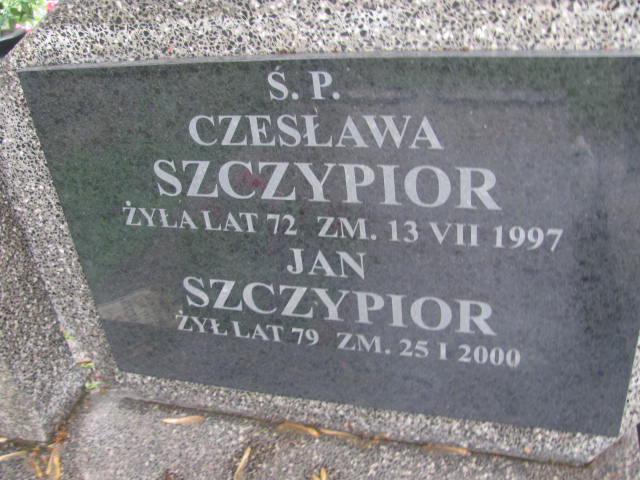 Ś. P.
CZESŁAWA
SZCZYPIOR
ŻYŁA LAT 72 ZM. 13 VII 1997
JAN
SZCZYPIOR
ŻYŁ LAT 79 ZM. 25 I 2000